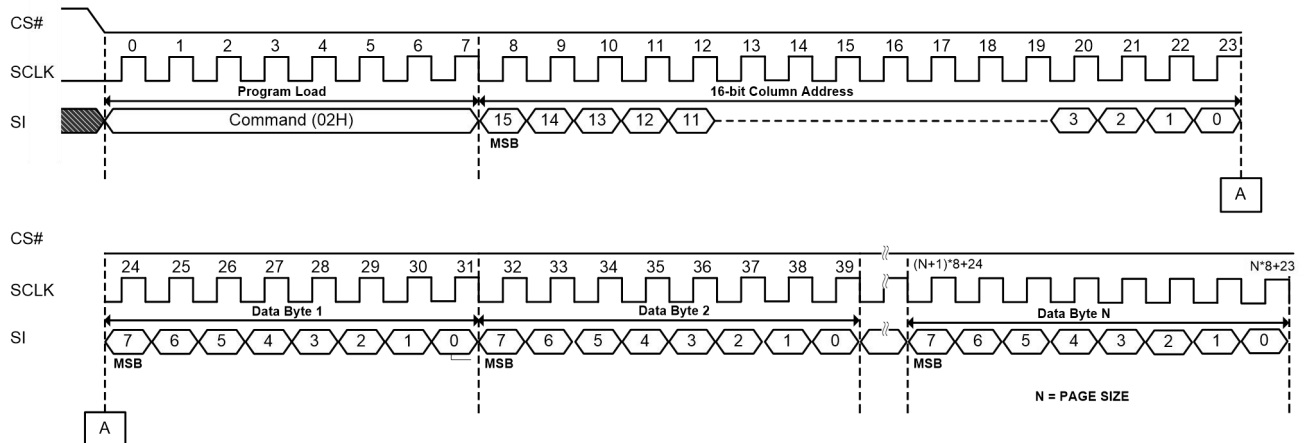 CS#
0 1 2 3 4 5 6 7 8 9 10 11 12 13 14 15 16 17 18 19 20 21 22 23
SCLK
Program Load 16-bit Column Address
SI Command (02H) 15 14 13 12 11 3 2 1 0
MSB
A
CS#
24 25 26 27 28 29 30 31 32 33 34 35 36 37 38 39 (N+1)*8+24 N*8+23
SCLK
Data Byte 1 Data Byte 2 Data Byte N
SI 7 6 5 4 3 2 1 0 7 6 5 4 3 2 1 0 7 6 5 4 3 2 1 0
MSB MSB MSB
N = PAGE SIZE
A